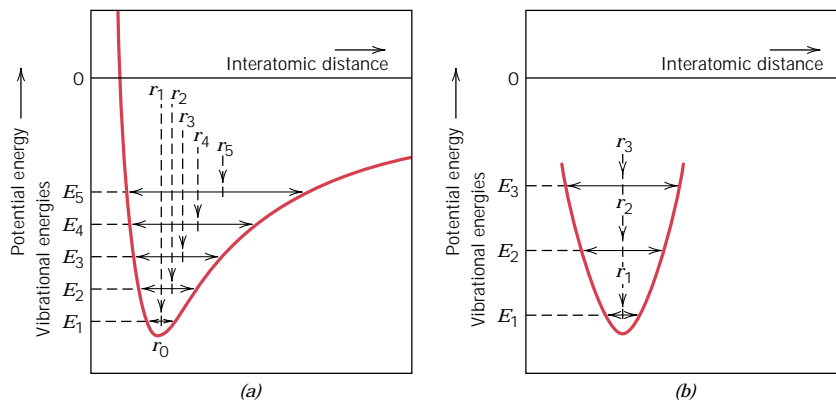 0
Interatomic distance
r1
r2
r3
r4
r5
Potential energy
Vibrational energies
E5
E4
E3
E2
E1
r0
(a)
0
Interatomic distance
r3
Potential energy
Vibrational energies
E3
r2
E2
r1
E1
(b)